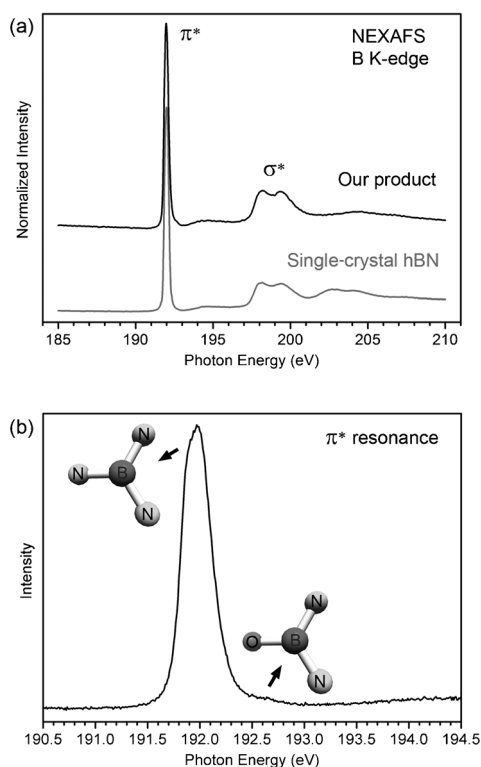 (a)
π*
NEXAFS
B K-edge
σ*
Our product
Single-crystal hBN
Normalized Intensity
185 190 195 200 205 210
Photon Energy (eV)
(b)
π* resonance
N
N B
N
N
O B
N
Intensity
190.5 191.0 191.5 192.0 192.5 193.0 193.5 194.0 194.5
Photon Energy (eV)